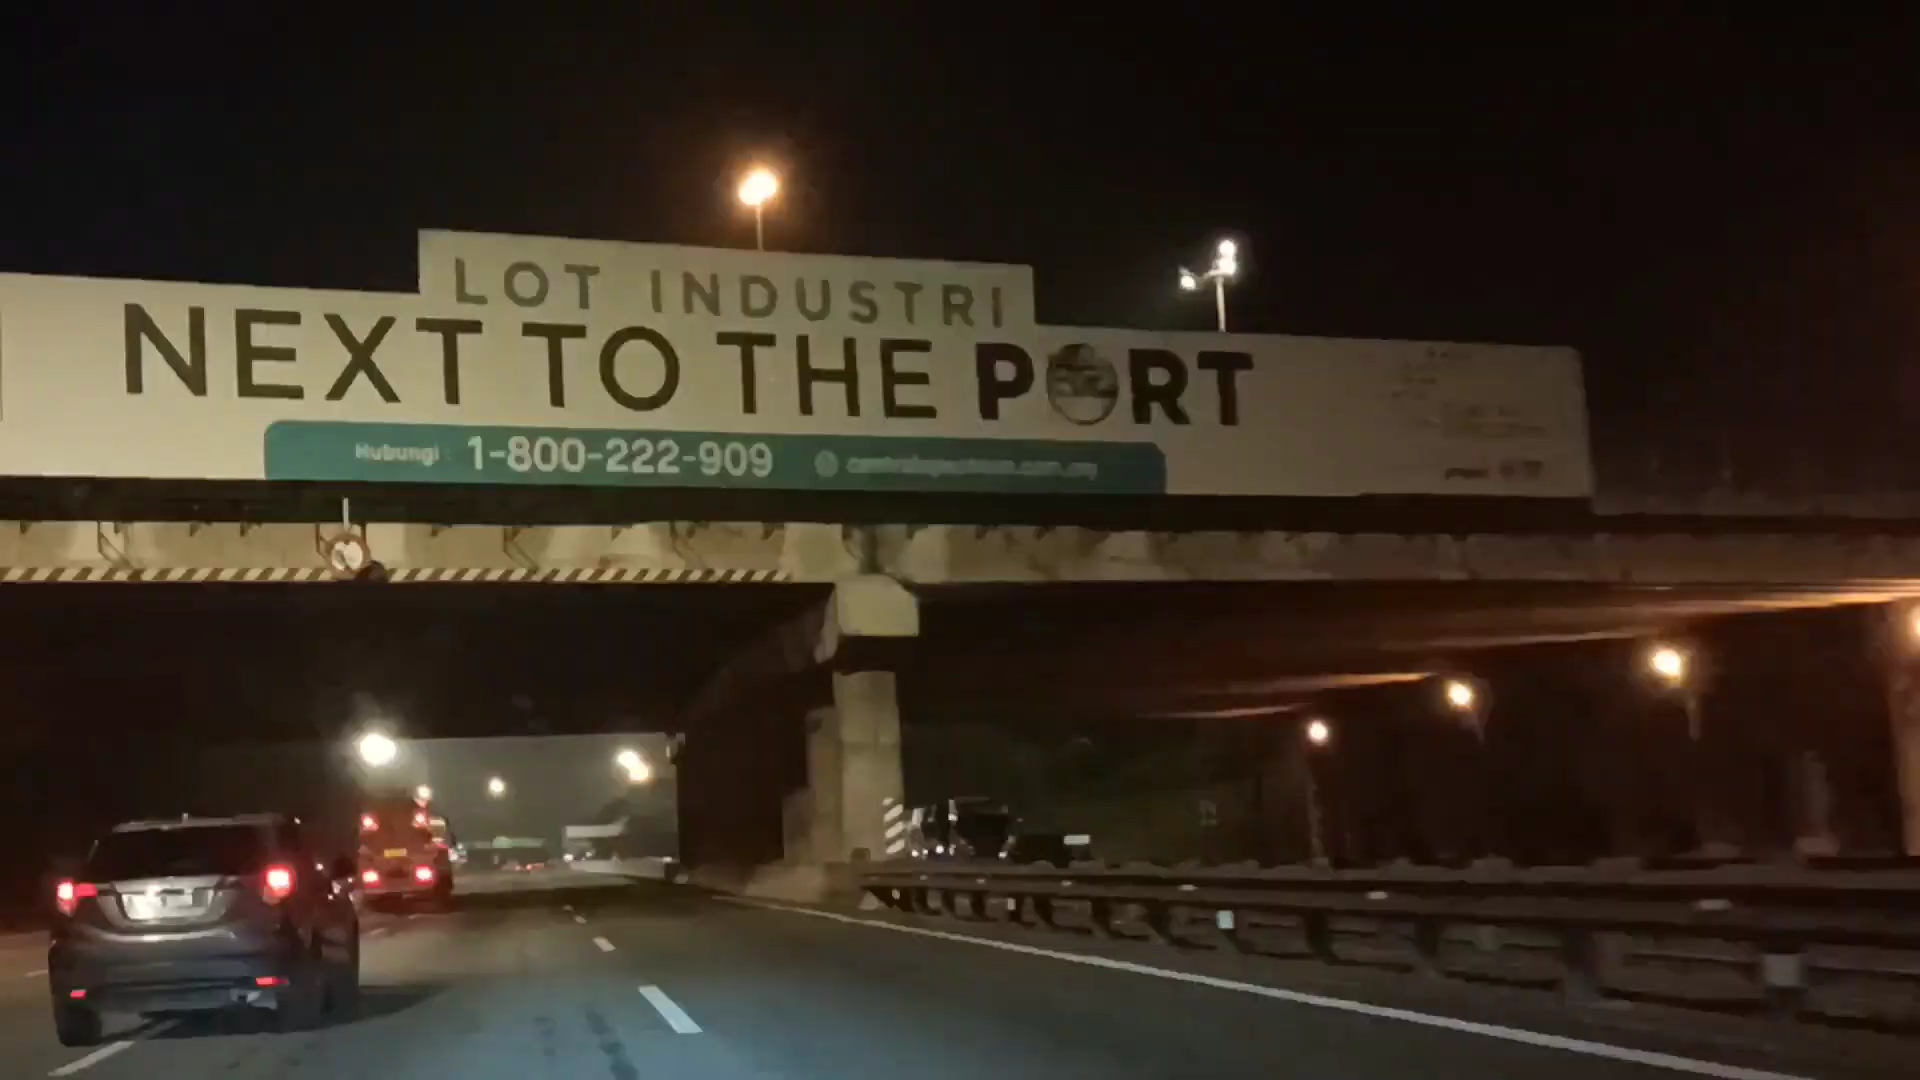 LOT INDUSTRI
NEXT TO THE PORT
Hubungi : 1-800-222-909